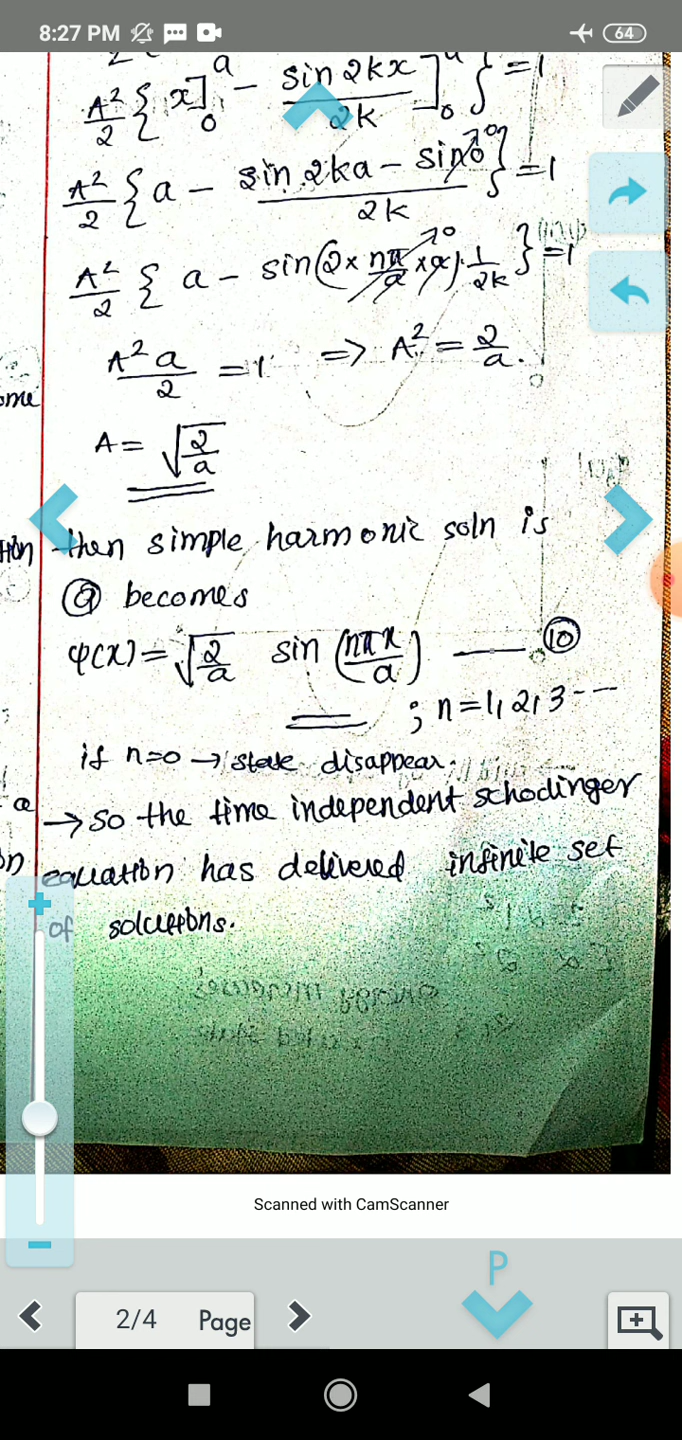 8:27 PM 64
A²/2 { x]₀ᵃ - sin 2kx/2k ]₀ᵃ } = 1
A²/2 { a - sin 2ka - sin 0/2k } = 1
A²/2 { a - sin(2 × nπ/a × a) · 1/2k } = 1
A² a/2 = 1 => A² = 2/a.
ome
A = √(2/a)
then simple harmonic soln is
⑨ becomes
φ(x) = √(2/a) sin (nπx/a) — ⑩
; n = 1, 2, 3 - - -
if n=0 → state disappear.
→ so the time independent schodinger
equation has delivered infinite set
of solutions.
Scanned with CamScanner
P
2/4 Page